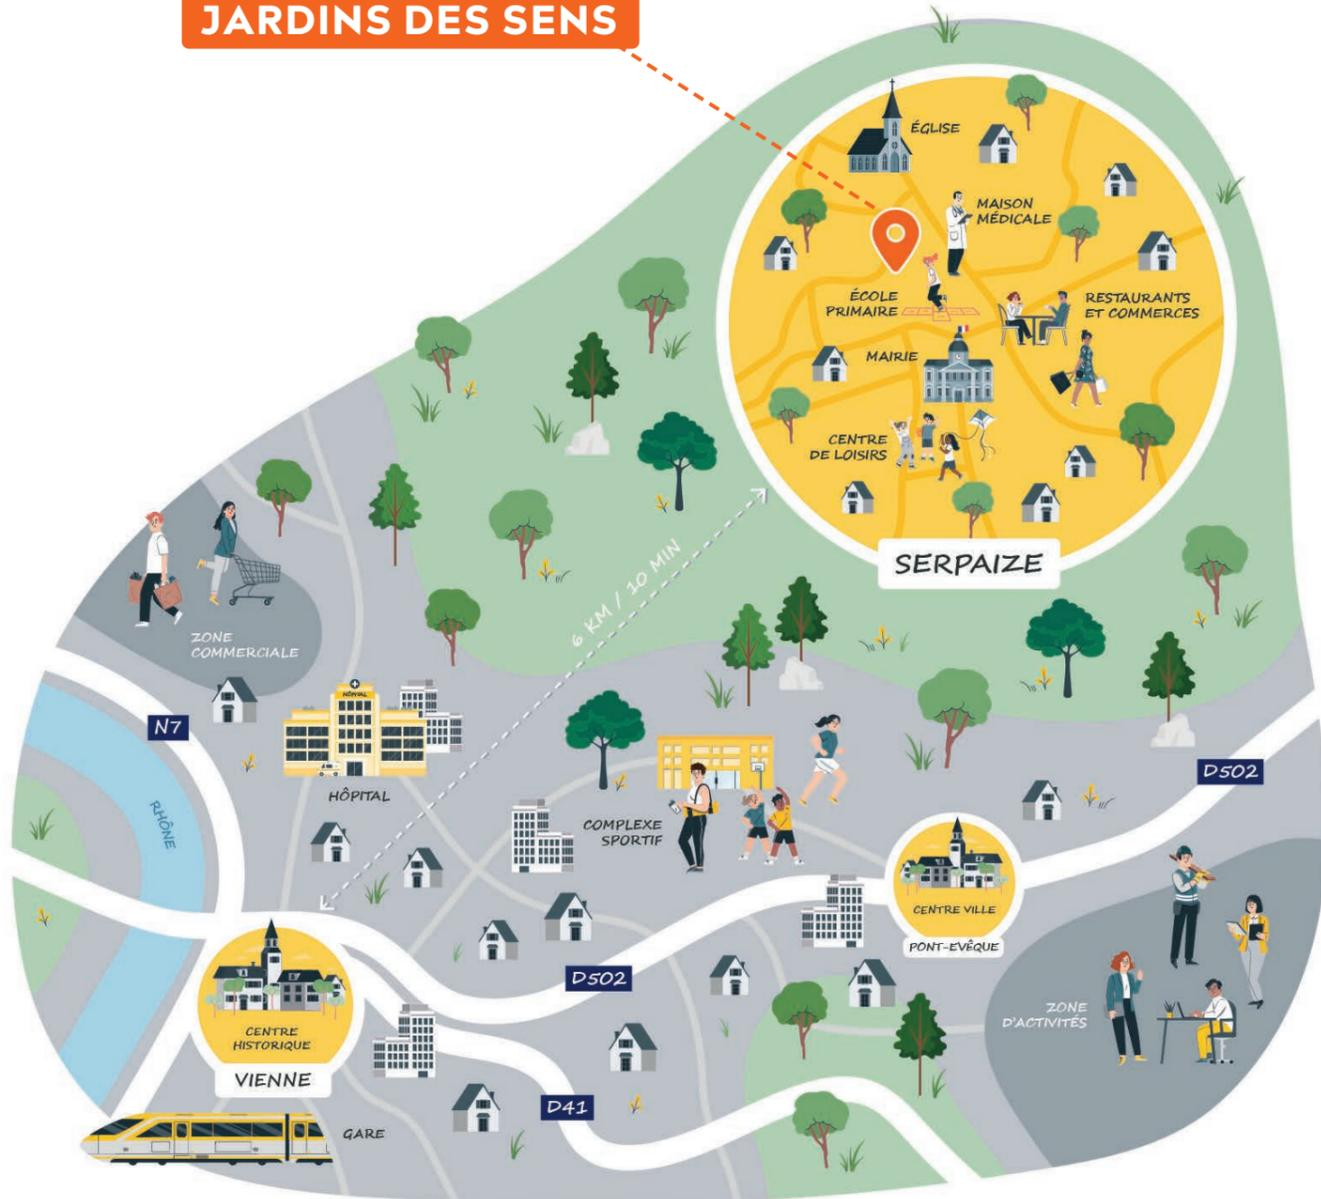 JARDINS DES SENS
ÉGLISE
MAISON
MÉDICALE
ÉCOLE
PRIMAIRE
RESTAURANTS
ET COMMERCES
MAIRIE
CENTRE
DE LOISIRS
SERPAIZE
6 KM / 10 MIN
ZONE
COMMERCIALE
N7
HÔPITAL
HÔPITAL
RHÔNE
COMPLEXE
SPORTIF
D502
CENTRE VILLE
PONT-EVÊQUE
D502
ZONE
D'ACTIVITÉS
CENTRE
HISTORIQUE
VIENNE
D41
GARE